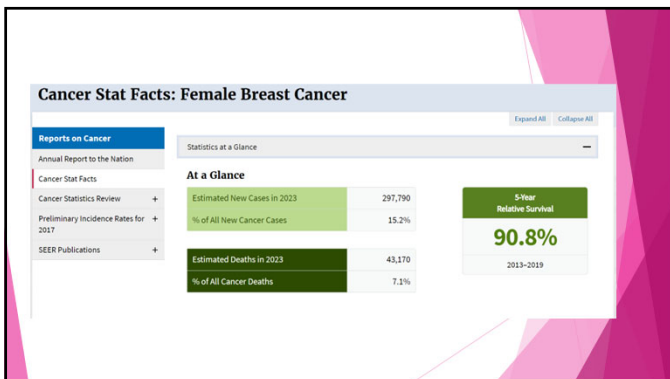 Cancer Stat Facts: Female Breast Cancer
Expand All Collapse All
Reports on Cancer
Annual Report to the Nation
Cancer Stat Facts
Cancer Statistics Review +
Preliminary Incidence Rates for +
2017
SEER Publications +
Statistics at a Glance –
At a Glance
Estimated New Cases in 2023 297,790
% of All New Cancer Cases 15.2%
Estimated Deaths in 2023 43,170
% of All Cancer Deaths 7.1%
5-Year
Relative Survival
90.8%
2013–2019